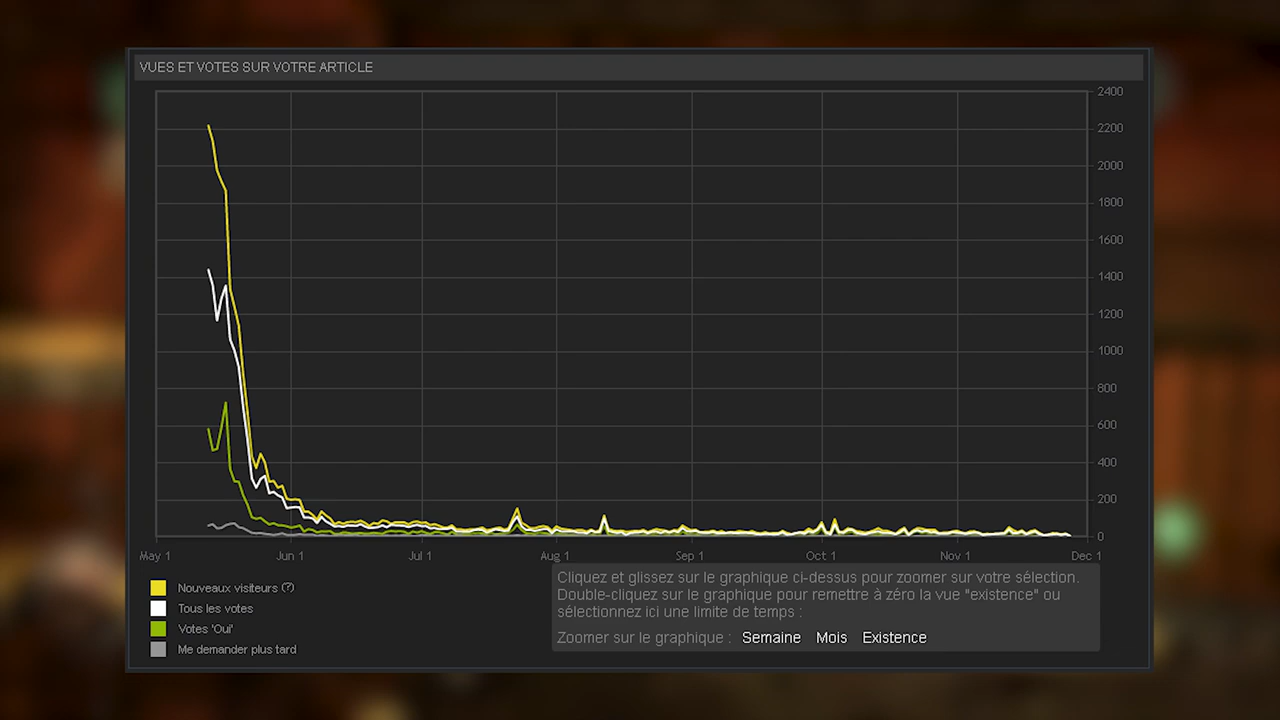 VUES ET VOTES SUR VOTRE ARTICLE
2400
2200
2000
1800
1600
1400
1200
1000
800
600
400
200
0
May 1 Jun 1 Jul 1 Aug 1 Sep 1 Oct 1 Nov 1 Dec 1
Nouveaux visiteurs (?)
Tous les votes
Votes 'Oui'
Me demander plus tard
Cliquez et glissez sur le graphique ci-dessus pour zoomer sur votre sélection.
Double-cliquez sur le graphique pour remettre à zéro la vue "existence" ou
sélectionnez ici une limite de temps :
Zoomer sur le graphique : Semaine Mois Existence